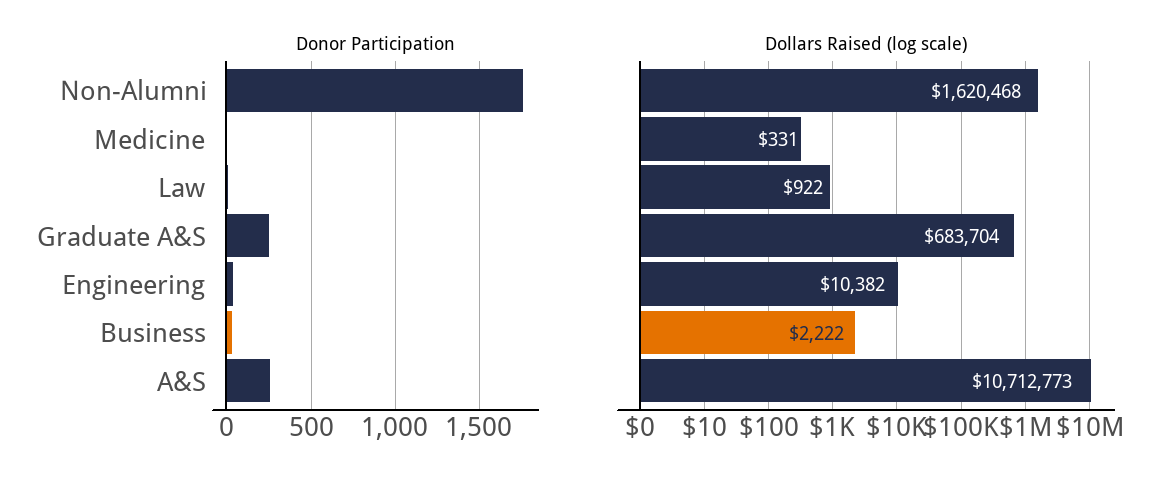 Donor Participation
Dollars Raised (log scale)
Non-Alumni
$1,620,468
Medicine
$331
Law
$922
Graduate A&S
$683,704
Engineering
$10,382
Business
$2,222
A&S
$10,712,773
0 500 1,000 1,500
$0 $10 $100 $1K $10K $100K $1M $10M